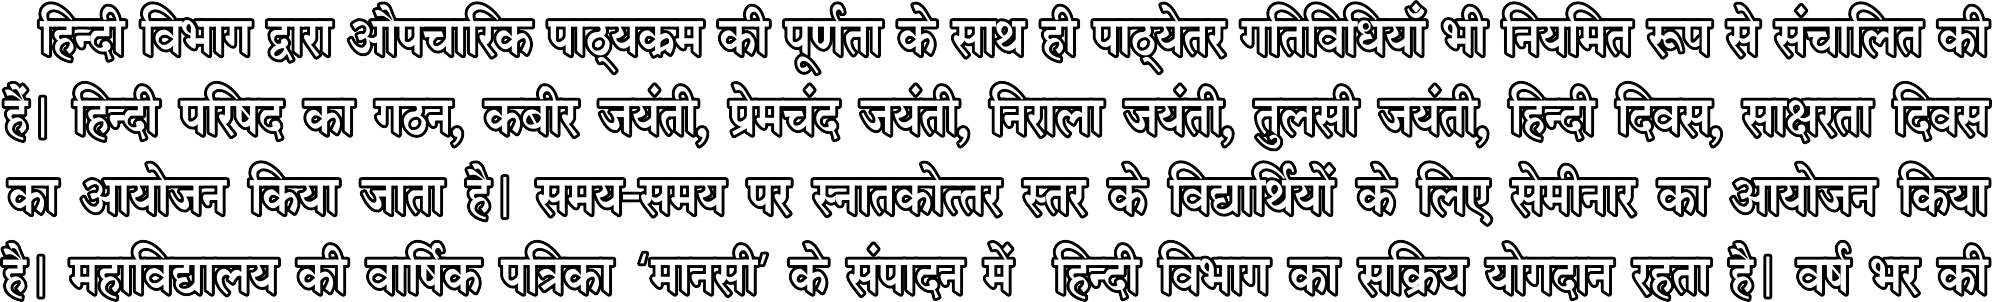 हिन्दी विभाग द्वारा औपचारिक पाठ्यक्रम की पूर्णता के साथ ही पाठ्येतर गतिविधियाँ भी नियमित रूप से संचालित की
हैं। हिन्दी परिषद का गठन, कबीर जयंती, प्रेमचंद जयंती, निराला जयंती, तुलसी जयंती, हिन्दी दिवस, साक्षरता दिवस
का आयोजन किया जाता है। समय-समय पर स्नातकोत्तर स्तर के विद्यार्थियों के लिए सेमीनार का आयोजन किया
है। महाविद्यालय की वार्षिक पत्रिका ‘मानसी’ के संपादन में हिन्दी विभाग का सक्रिय योगदान रहता है। वर्ष भर की